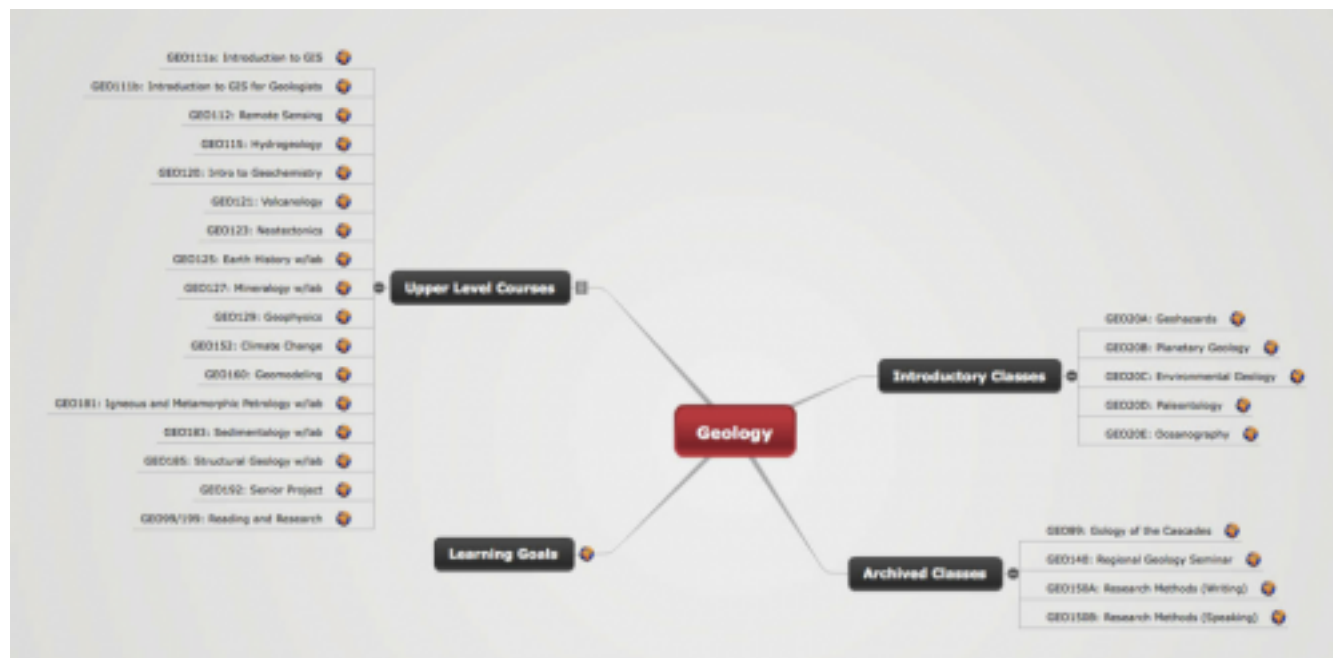 GEO111a: Introduction to GIS
GEO111b: Introduction to GIS for Geologists
GEO112: Remote Sensing
GEO115: Hydrogeology
GEO120: Intro to Geochemistry
GEO121: Volcanology
GEO123: Neotectonics
GEO125: Earth History w/lab
GEO127: Mineralogy w/lab
GEO129: Geophysics
GEO152: Climate Change
GEO160: Geomodeling
GEO181: Igneous and Metamorphic Petrology w/lab
GEO183: Sedimentology w/lab
GEO185: Structural Geology w/lab
GEO192: Senior Project
GEO99/199: Reading and Research
Upper Level Courses
Geology
Learning Goals
Introductory Classes
GEO20A: Geohazards
GEO20B: Planetary Geology
GEO20C: Environmental Geology
GEO20D: Paleontology
GEO20E: Oceanography
Archived Classes
GEO89: Gology of the Cascades
GEO140: Regional Geology Seminar
GEO150A: Research Methods (Writing)
GEO150B: Research Methods (Speaking)